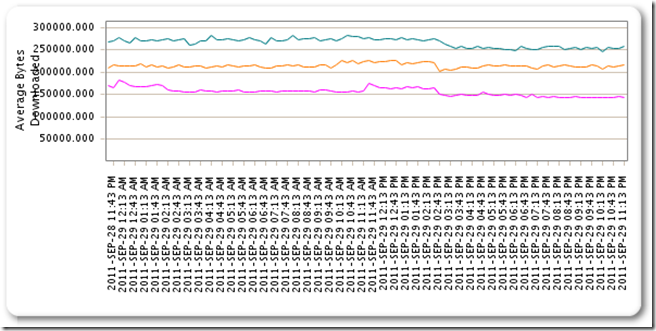 300000.000
250000.000
200000.000
150000.000
100000.000
50000.000
Average Bytes
Downloaded
2011-SEP-28 11:43 PM
2011-SEP-29 12:13 AM
2011-SEP-29 12:43 AM
2011-SEP-29 01:13 AM
2011-SEP-29 01:43 AM
2011-SEP-29 02:13 AM
2011-SEP-29 02:43 AM
2011-SEP-29 03:13 AM
2011-SEP-29 03:43 AM
2011-SEP-29 04:13 AM
2011-SEP-29 04:43 AM
2011-SEP-29 05:13 AM
2011-SEP-29 05:43 AM
2011-SEP-29 06:13 AM
2011-SEP-29 06:43 AM
2011-SEP-29 07:13 AM
2011-SEP-29 07:43 AM
2011-SEP-29 08:13 AM
2011-SEP-29 08:43 AM
2011-SEP-29 09:13 AM
2011-SEP-29 09:43 AM
2011-SEP-29 10:13 AM
2011-SEP-29 10:43 AM
2011-SEP-29 11:13 AM
2011-SEP-29 11:43 AM
2011-SEP-29 12:13 PM
2011-SEP-29 12:43 PM
2011-SEP-29 01:13 PM
2011-SEP-29 01:43 PM
2011-SEP-29 02:13 PM
2011-SEP-29 02:43 PM
2011-SEP-29 03:13 PM
2011-SEP-29 03:43 PM
2011-SEP-29 04:13 PM
2011-SEP-29 04:43 PM
2011-SEP-29 05:13 PM
2011-SEP-29 05:43 PM
2011-SEP-29 06:13 PM
2011-SEP-29 06:43 PM
2011-SEP-29 07:13 PM
2011-SEP-29 07:43 PM
2011-SEP-29 08:13 PM
2011-SEP-29 08:43 PM
2011-SEP-29 09:13 PM
2011-SEP-29 09:43 PM
2011-SEP-29 10:13 PM
2011-SEP-29 10:43 PM
2011-SEP-29 11:13 PM